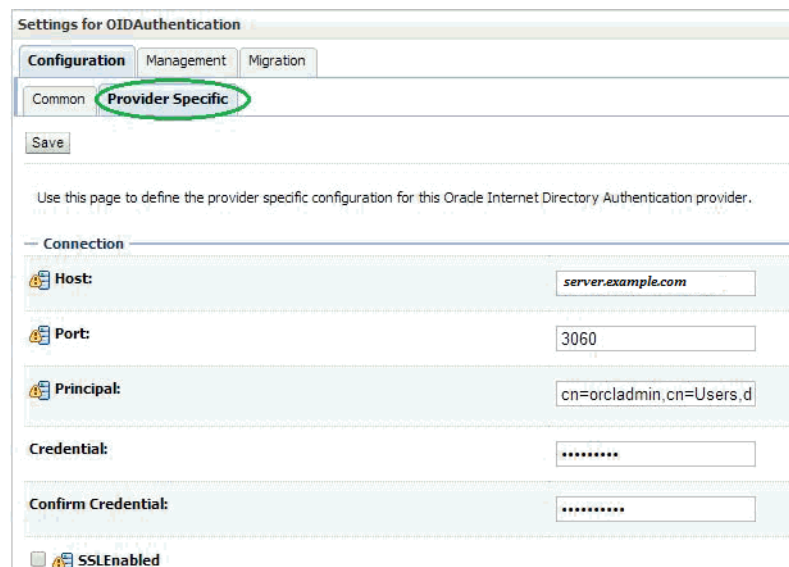 Settings for OIDAuthentication
Configuration Management Migration
Common Provider Specific
Save
Use this page to define the provider specific configuration for this Oracle Internet Directory Authentication provider.
Connection
Host: server.example.com
Port: 3060
Principal: cn=orcladmin,cn=Users,d
Credential: •••••••••
Confirm Credential: ••••••••••
SSLEnabled